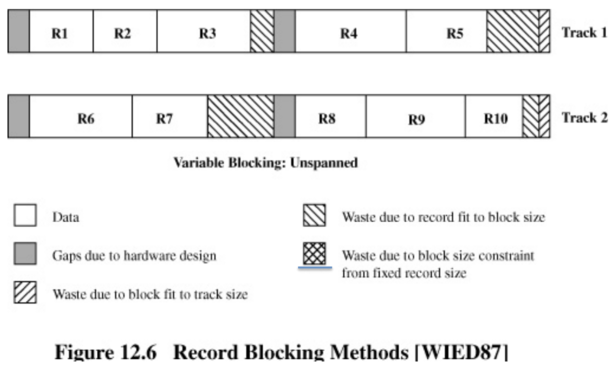 R1 R2 R3 R4 R5 Track 1
R6 R7 R8 R9 R10 Track 2
Variable Blocking: Unspanned
Data
Waste due to record fit to block size
Gaps due to hardware design
Waste due to block size constraint
from fixed record size
Waste due to block fit to track size
Figure 12.6 Record Blocking Methods [WIED87]